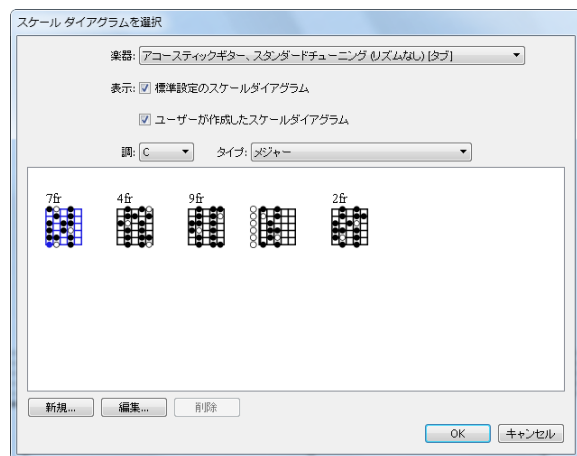 スケール ダイアグラムを選択
楽器: アコースティックギター、スタンダードチューニング (リズムなし) [タブ]
表示: 標準設定のスケールダイアグラム
ユーザーが作成したスケールダイアグラム
調: C タイプ: メジャー
7fr 4fr 9fr 2fr
新規... 編集... 削除
OK キャンセル